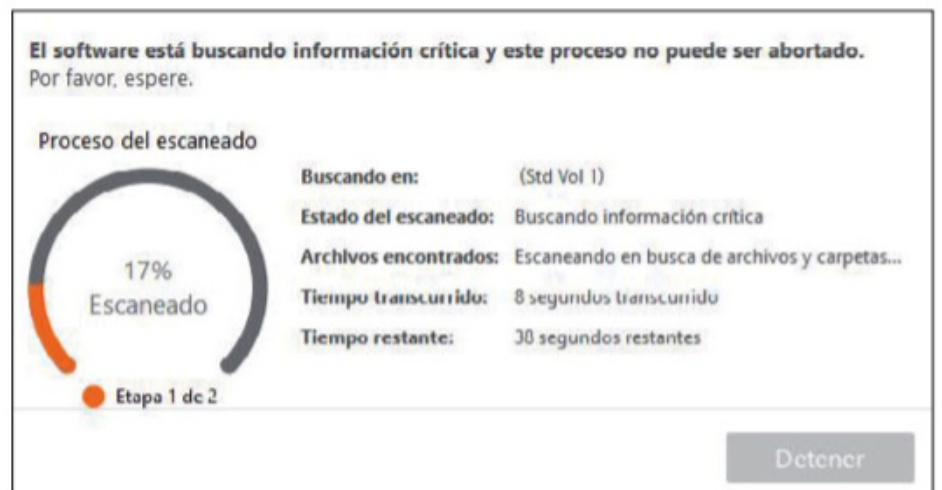 El software está buscando información crítica y este proceso no puede ser abortado.
Por favor, espere.
Proceso del escaneado
17%
Escaneado
Etapa 1 de 2
Buscando en: (Std Vol 1)
Estado del escaneado: Buscando información crítica
Archivos encontrados: Escaneando en busca de archivos y carpetas...
Tiempo transcurrido: 8 segundos transcurrido
Tiempo restante: 38 segundos restantes
Detener